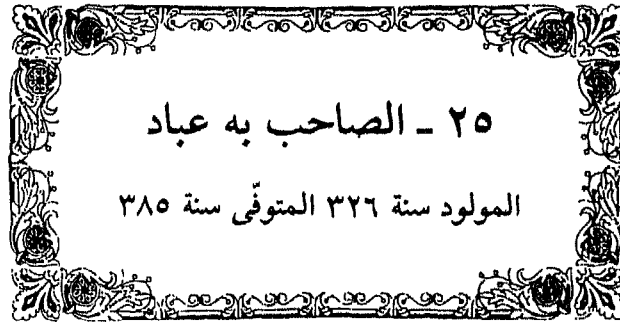 ٢٥ ـ الصاحب به عباد
المولود سنة ٣٢٦ المتوفّى سنة ٣٨٥